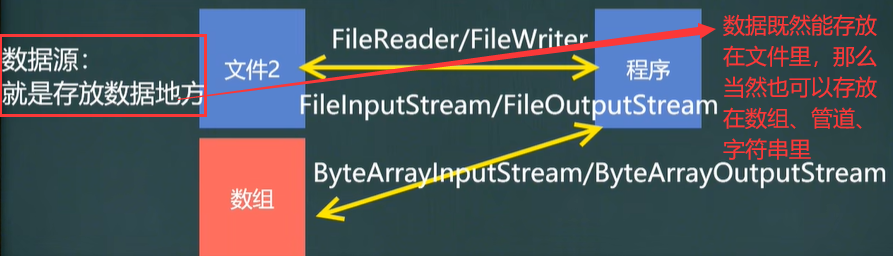 数据源：
就是存放数据地方
文件2
FileReader/FileWriter
程序
FileInputStream/FileOutputStream
数组
ByteArrayInputStream/ByteArrayOutputStream
数据既然能存放
在文件里，那么
当然也可以存放
在数组、管道、
字符串里